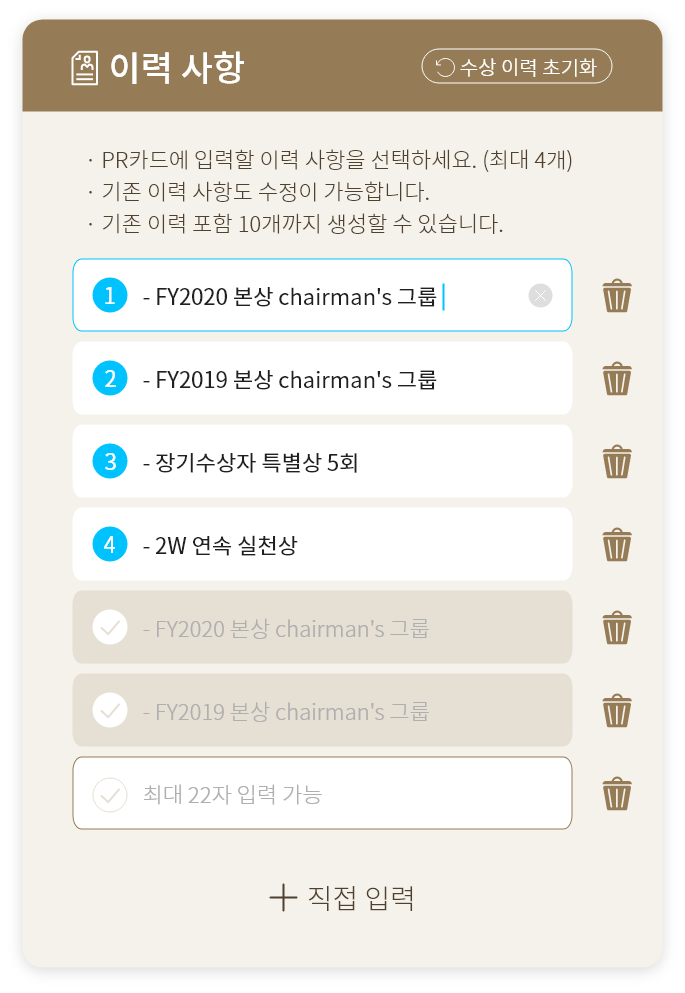 이력 사항
수상 이력 초기화
· PR카드에 입력할 이력 사항을 선택하세요. (최대 4개)
· 기존 이력 사항도 수정이 가능합니다.
· 기존 이력 포함 10개까지 생성할 수 있습니다.
1 - FY2020 본상 chairman's 그룹
2 - FY2019 본상 chairman's 그룹
3 - 장기수상자 특별상 5회
4 - 2W 연속 실천상
- FY2020 본상 chairman's 그룹
- FY2019 본상 chairman's 그룹
최대 22자 입력 가능
직접 입력